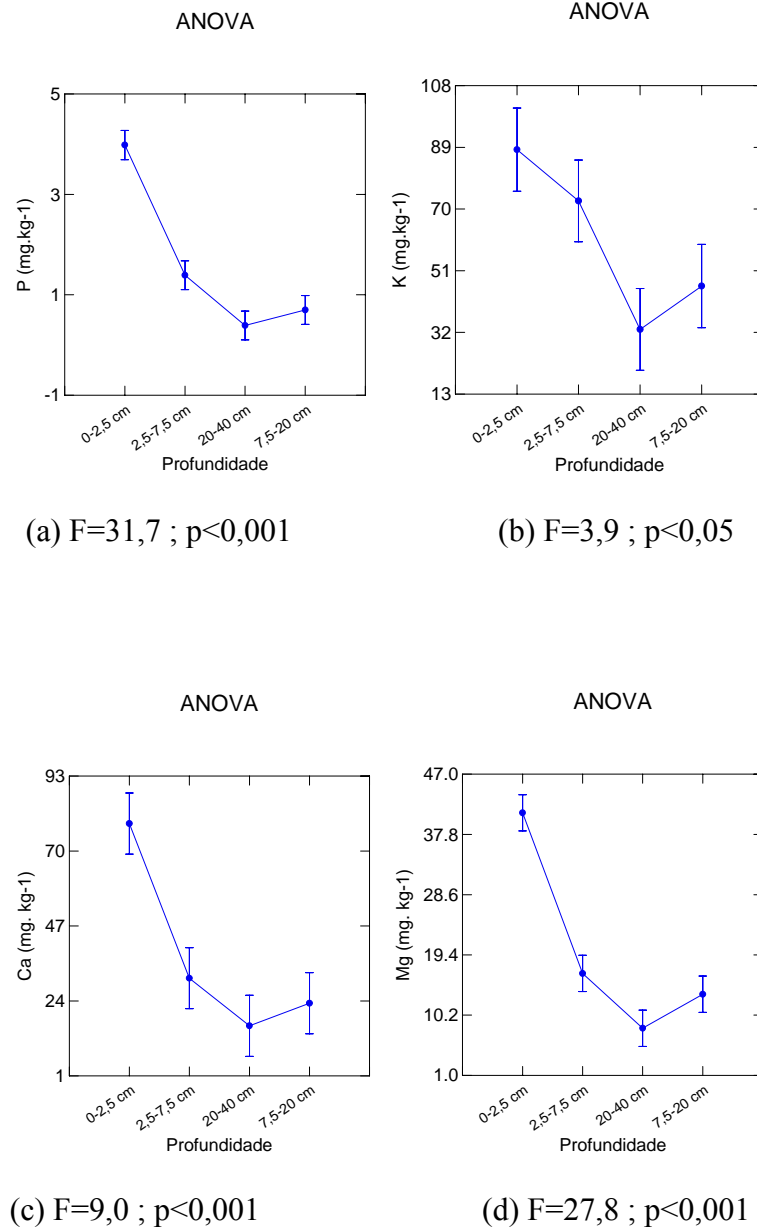 ANOVA
5
3
1
-1
P (mg.kg-1)
0-2,5 cm
2,5-7,5 cm
20-40 cm
7,5-20 cm
Profundidade
(a) F=31,7 ; p<0,001
ANOVA
108
89
70
51
32
13
K (mg.kg-1)
0-2,5 cm
2,5-7,5 cm
20-40 cm
7,5-20 cm
Profundidade
(b) F=3,9 ; p<0,05
ANOVA
93
70
47
24
1
Ca (mg. kg-1)
0-2,5 cm
2,5-7,5 cm
20-40 cm
7,5-20 cm
Profundidade
(c) F=9,0 ; p<0,001
ANOVA
47.0
37.8
28.6
19.4
10.2
1.0
Mg (mg. kg-1)
0-2,5 cm
2,5-7,5 cm
20-40 cm
7,5-20 cm
Profundidade
(d) F=27,8 ; p<0,001